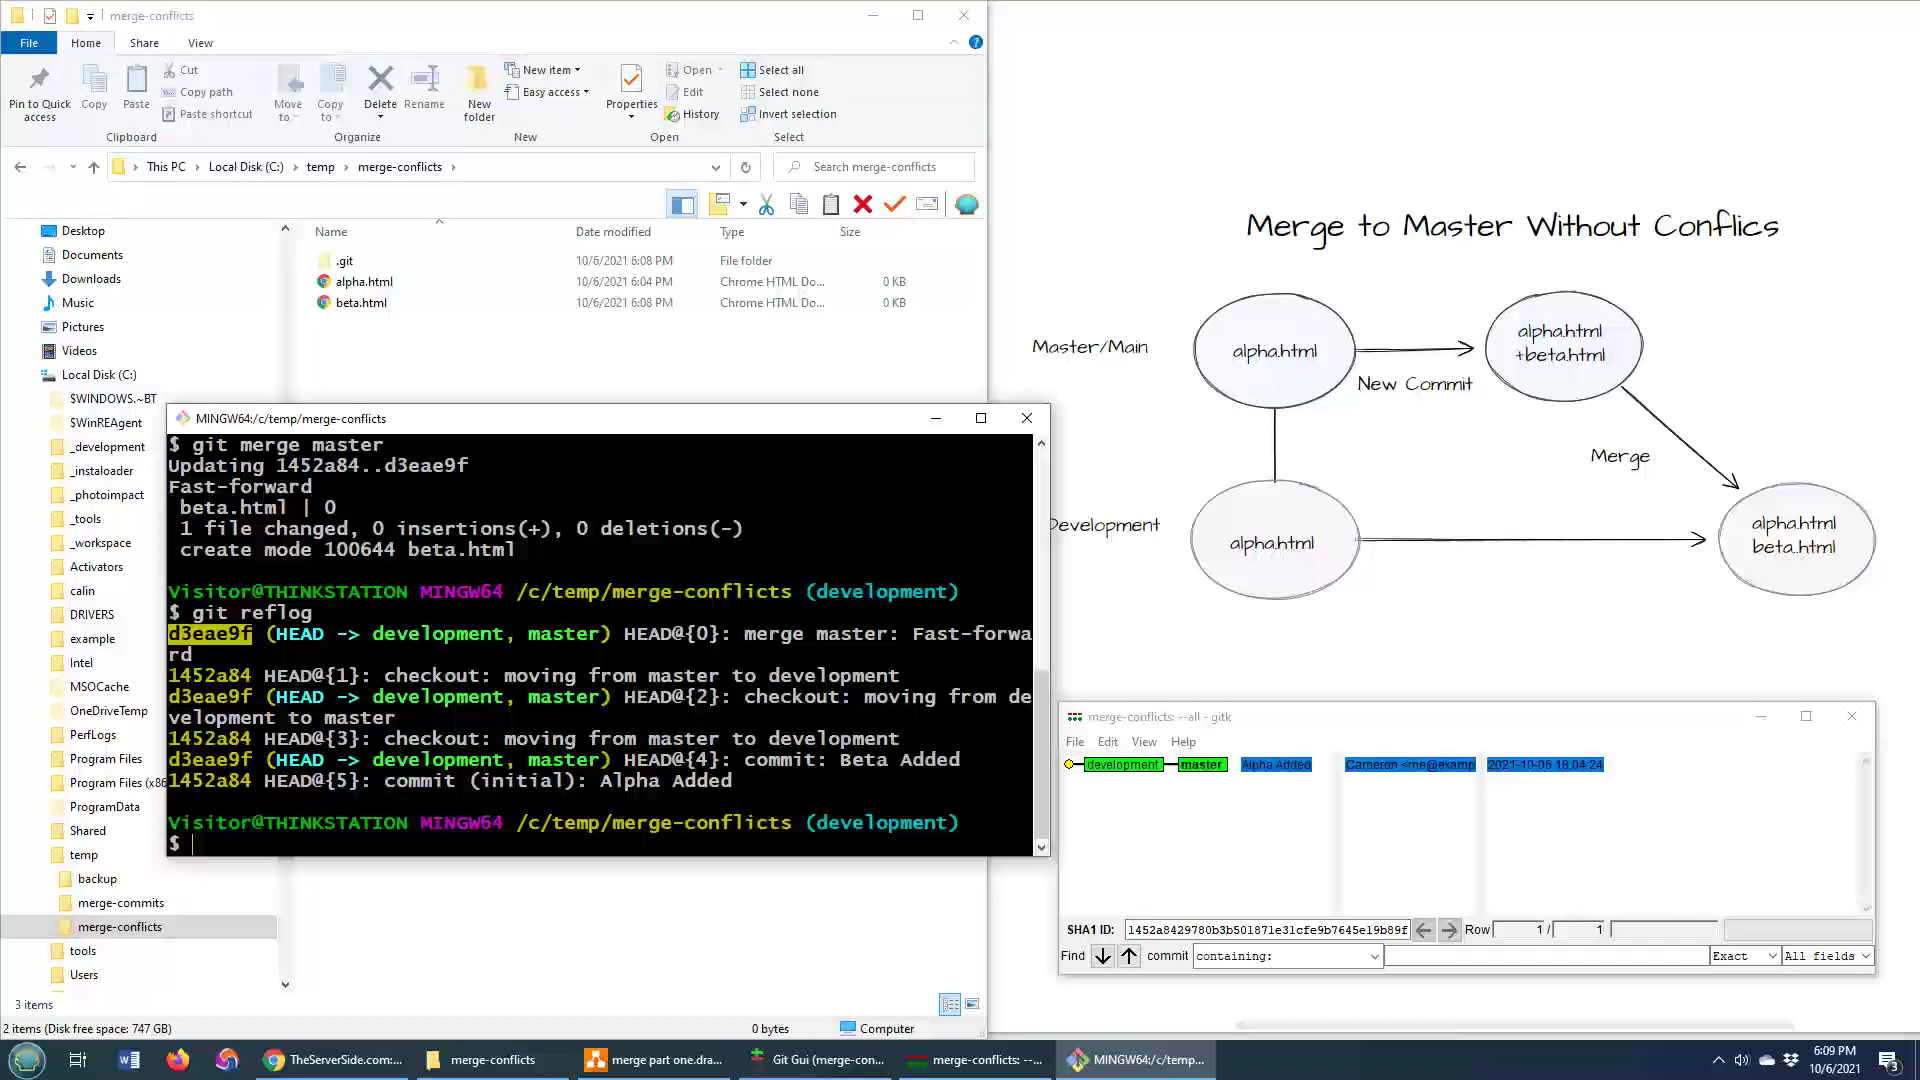 merge-conflicts
File
Home
Share
View
Pin to Quick access
Copy
Paste
Cut
Copy path
Paste shortcut
Clipboard
Move to
Copy to
Delete
Rename
Organize
New folder
New item
Easy access
New
Properties
Open
Edit
History
Open
Select all
Select none
Invert selection
Select
This PC > Local Disk (C:) > temp > merge-conflicts >
Search merge-conflicts
Name
Date modified
Type
Size
.git
10/6/2021 6:08 PM
File folder
alpha.html
10/6/2021 6:04 PM
Chrome HTML Do...
0 KB
beta.html
10/6/2021 6:08 PM
Chrome HTML Do...
0 KB
Desktop
Documents
Downloads
Music
Pictures
Videos
Local Disk (C:)
$WINDOWS.~BT
$WinREAgent
_development
_instaloader
_photoimpact
_tools
_workspace
Activators
calin
DRIVERS
example
Intel
MSOCache
OneDriveTemp
PerfLogs
Program Files
Program Files (x86
ProgramData
Shared
temp
backup
merge-commits
merge-conflicts
tools
Users
3 items
2 items (Disk free space: 747 GB)
0 bytes
Computer
MINGW64:/c/temp/merge-conflicts
$ git merge master
Updating 1452a84..d3eae9f
Fast-forward
beta.html | 0
1 file changed, 0 insertions(+), 0 deletions(-)
create mode 100644 beta.html
Visitor@THINKSTATION MINGW64 /c/temp/merge-conflicts (development)
$ git reflog
d3eae9f (HEAD -> development, master) HEAD@{0}: merge master: Fast-forwa
rd
1452a84 HEAD@{1}: checkout: moving from master to development
d3eae9f (HEAD -> development, master) HEAD@{2}: checkout: moving from de
velopment to master
1452a84 HEAD@{3}: checkout: moving from master to development
d3eae9f (HEAD -> development, master) HEAD@{4}: commit: Beta Added
1452a84 HEAD@{5}: commit (initial): Alpha Added
Visitor@THINKSTATION MINGW64 /c/temp/merge-conflicts (development)
$
Merge to Master Without Conflics
Master/Main
alpha.html
New Commit
alpha.html
+beta.html
Merge
Development
alpha.html
alpha.html
beta..html
merge-conflicts: --all - gitk
File
Edit
View
Help
development
master
Alpha Added
Cameron <me@examp
2021-10-06 18:04:24
SHA1 ID:
1452a8429780b3b501871e31cfe9b7645e19b89f
Row
1 /
1
Find
commit
containing:
Exact
All fields
TheServerSide.com:...
merge-conflicts
merge part one.dra...
Git Gui (merge-con...
merge-conflicts: --...
MINGW64:/c/temp...
6:09 PM
10/6/2021
3